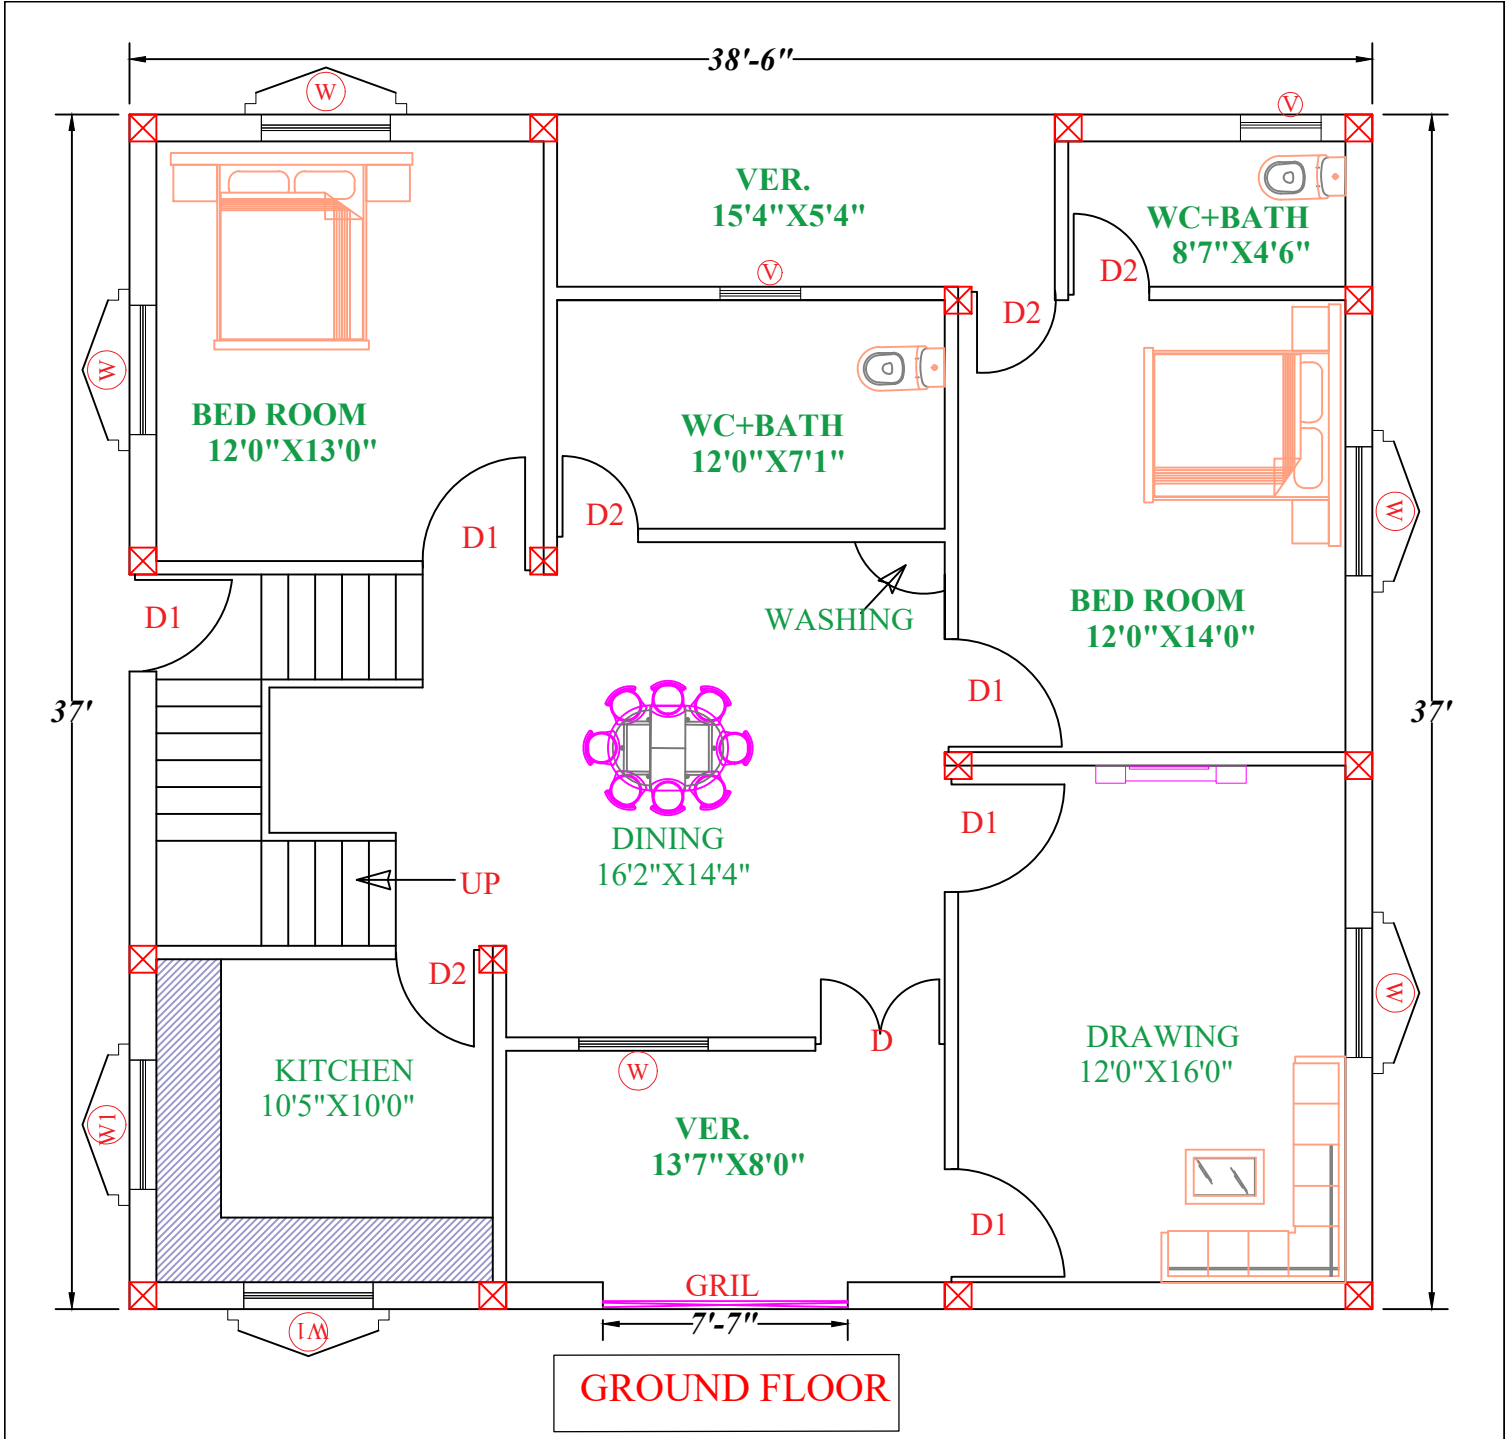 38'-6"
W
V
VER.
15'4"X5'4"
WC+BATH
8'7"X4'6"
D2
V
D2
W
BED ROOM
12'0"X13'0"
WC+BATH
12'0"X7'1"
D2
D1
W
D1
WASHING
BED ROOM
12'0"X14'0"
D1
37'
37'
D1
DINING
16'2"X14'4"
UP
D2
W
D
DRAWING
12'0"X16'0"
KITCHEN
10'5"X10'0"
W
W1
VER.
13'7"X8'0"
D1
GRIL
7'-7"
W1
GROUND FLOOR